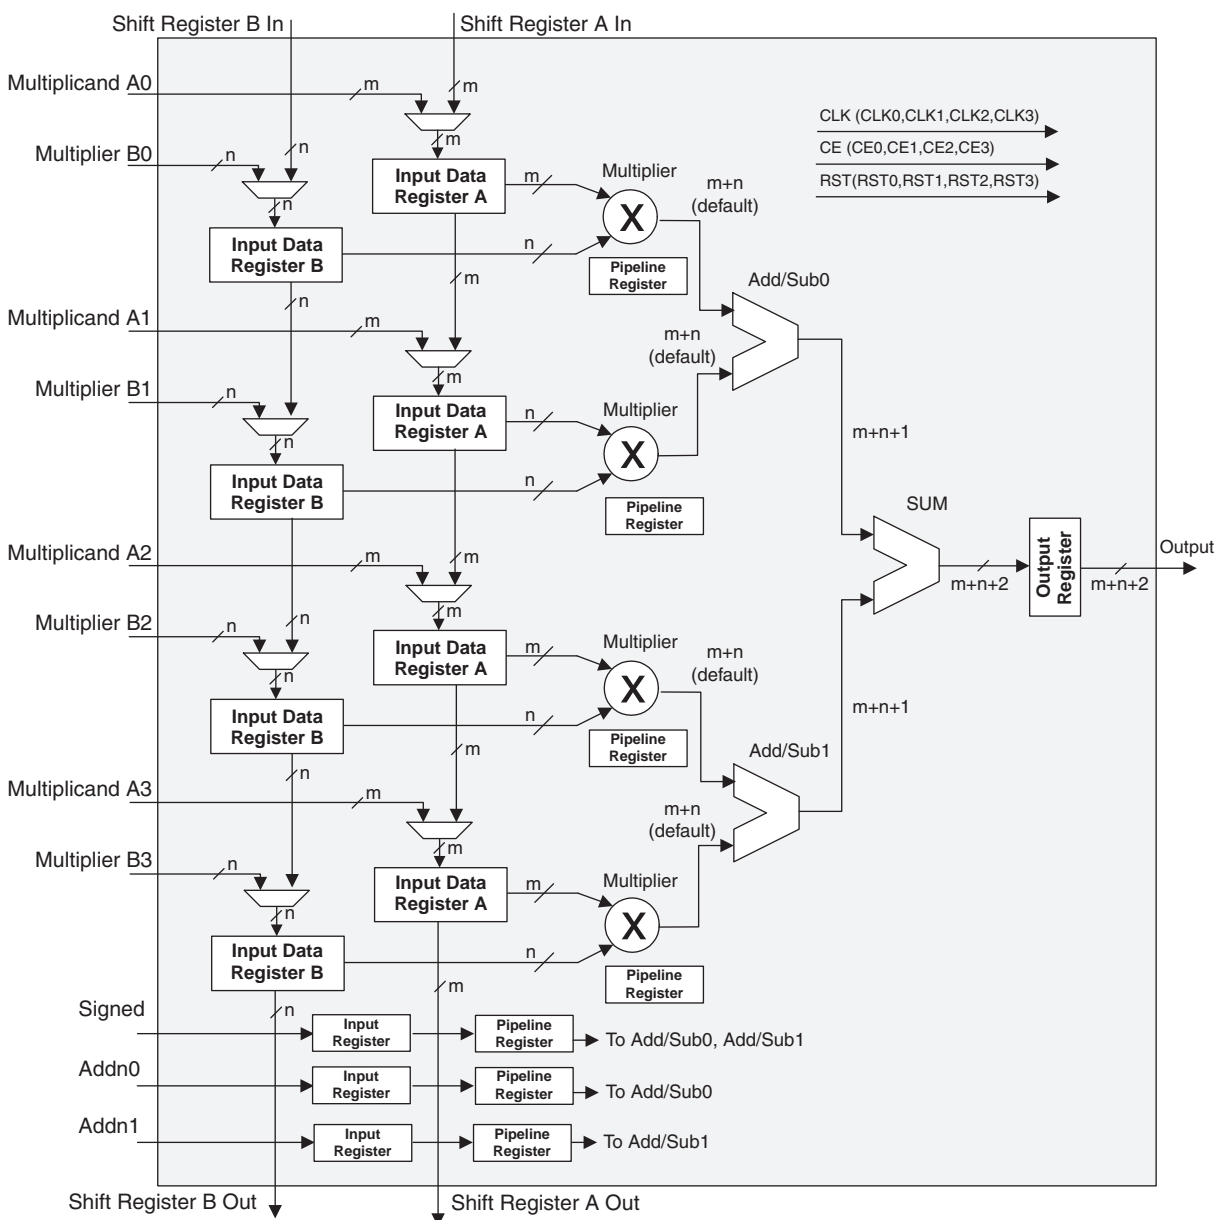 Shift Register B In
Shift Register A In
Multiplicand A0
m
m
CLK (CLK0,CLK1,CLK2,CLK3)
CE (CE0,CE1,CE2,CE3)
RST(RST0,RST1,RST2,RST3)
Multiplier B0
n
n
m
Input Data
Register A
m
Multiplier
X
m+n
(default)
n
Input Data
Register B
n
Pipeline
Register
m
n
Add/Sub0
Multiplicand A1
m
m+n
(default)
m
Multiplier B1
n
Input Data
Register A
n
Multiplier
X
n
Input Data
Register B
n
Pipeline
Register
m+n+1
SUM
Multiplicand A2
m
m
m+n+2
Output
Register
m+n+2
Output
Multiplier B2
n
n
m
Input Data
Register A
m
Multiplier
X
m+n
(default)
n
Input Data
Register B
n
Pipeline
Register
m+n+1
m
n
Add/Sub1
Multiplicand A3
m
m+n
(default)
m
Multiplier B3
n
Input Data
Register A
m
Multiplier
X
n
Input Data
Register B
n
Pipeline
Register
m
n
Signed
Input
Register
Pipeline
Register
To Add/Sub0, Add/Sub1
Addn0
Input
Register
Pipeline
Register
To Add/Sub0
Addn1
Input
Register
Pipeline
Register
To Add/Sub1
Shift Register B Out
Shift Register A Out